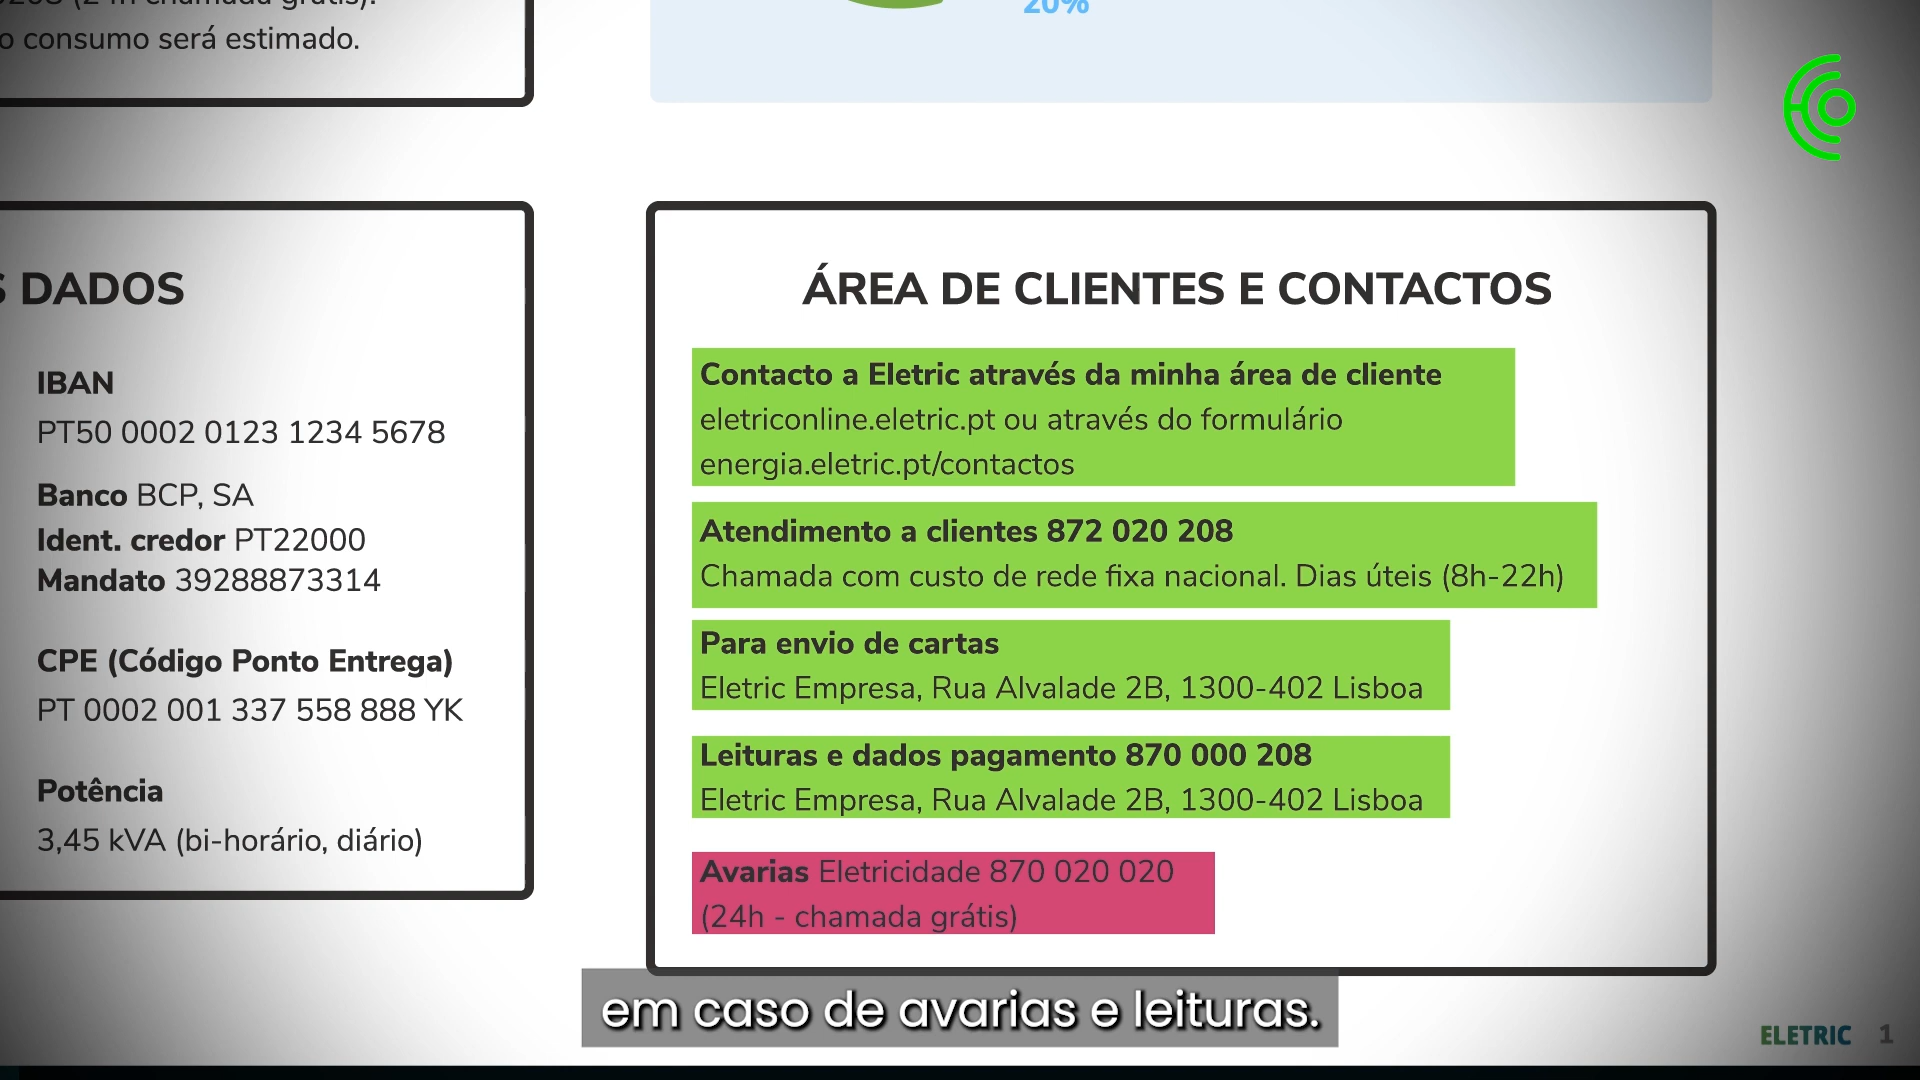 (24h chamada grátis).
o consumo será estimado.
20%
DADOS
IBAN
PT50 0002 0123 1234 5678
Banco BCP, SA
Ident. credor PT22000
Mandato 39288873314
CPE (Código Ponto Entrega)
PT 0002 001 337 558 888 YK
Potência
3,45 kVA (bi-horário, diário)
ÁREA DE CLIENTES E CONTACTOS
Contacto a Eletric através da minha área de cliente
eletriconline.eletric.pt ou através do formulário
energia.eletric.pt/contactos
Atendimento a clientes 872 020 208
Chamada com custo de rede fixa nacional. Dias úteis (8h-22h)
Para envio de cartas
Eletric Empresa, Rua Alvalade 2B, 1300-402 Lisboa
Leituras e dados pagamento 870 000 208
Eletric Empresa, Rua Alvalade 2B, 1300-402 Lisboa
Avarias Eletricidade 870 020 020
(24h - chamada grátis)
em caso de avarias e leituras.
ELETRIC 1